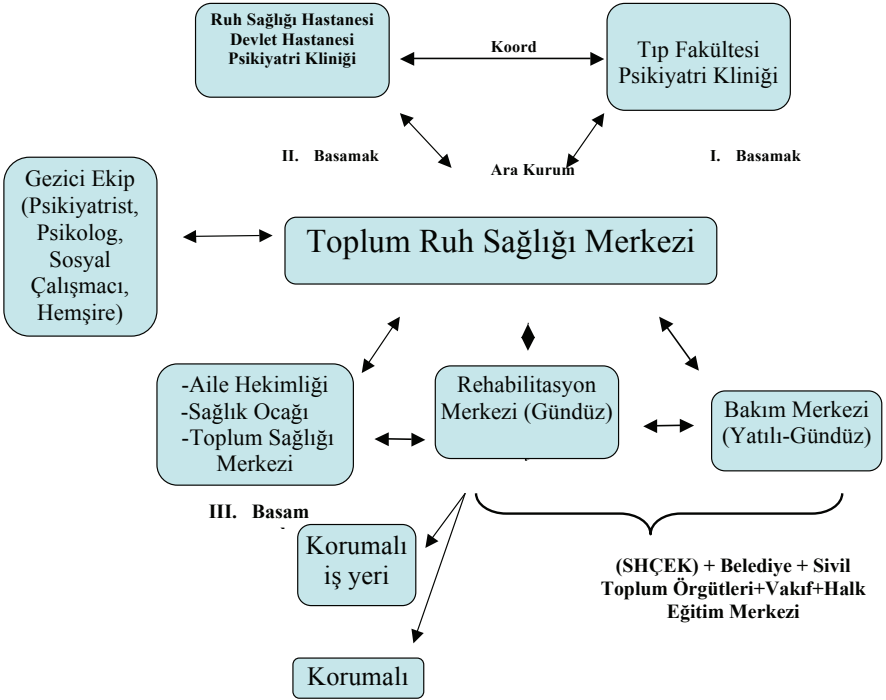 Ruh Sağlığı Hastanesi
Devlet Hastanesi
Psikiyatri Kliniği
Koord
Tıp Fakültesi
Psikiyatri Kliniği
II. Basamak
Ara Kurum
I. Basamak
Gezici Ekip
(Psikiyatrist,
Psikolog,
Sosyal
Çalışmacı,
Hemşire)
Toplum Ruh Sağlığı Merkezi
-Aile Hekimliği
-Sağlık Ocağı
-Toplum Sağlığı
Merkezi
Rehabilitasyon
Merkezi (Gündüz)
Bakım Merkezi
(Yatılı-Gündüz)
III. Basam
Korumalı
iş yeri
(SHÇEK) + Belediye + Sivil
Toplum Örgütleri+Vakıf+Halk
Eğitim Merkezi
Korumalı